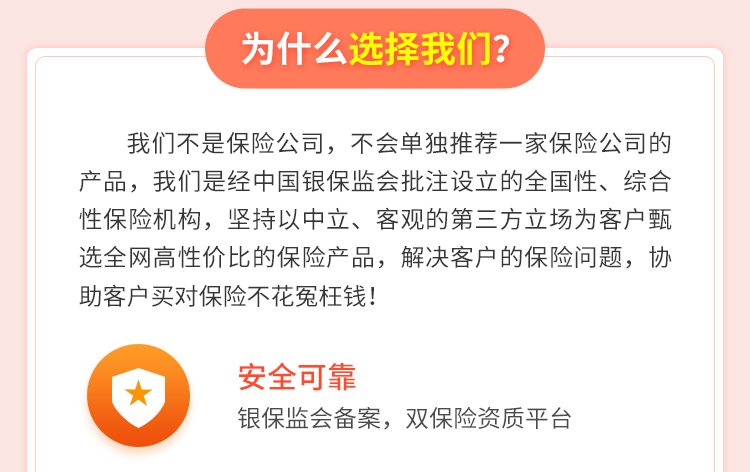 为什么选择我们?
我们不是保险公司，不会单独推荐一家保险公司的
产品，我们是经中国银保监会批注设立的全国性、综合
性保险机构，坚持以中立、客观的第三方立场为客户甄
选全网高性价比的保险产品，解决客户的保险问题，协
助客户买对保险不花冤枉钱！
安全可靠
银保监会备案，双保险资质平台